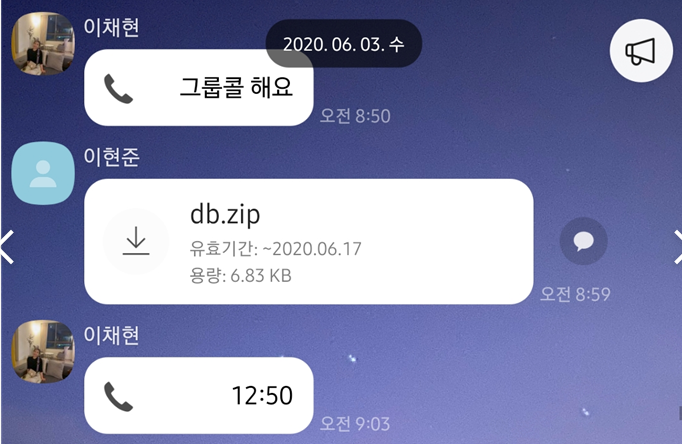 이채현
2020. 06. 03. 수
그룹콜 해요
오전 8:50
이현준
db.zip
유효기간: ~2020.06.17
용량: 6.83 KB
오전 8:59
이채현
12:50
오전 9:03